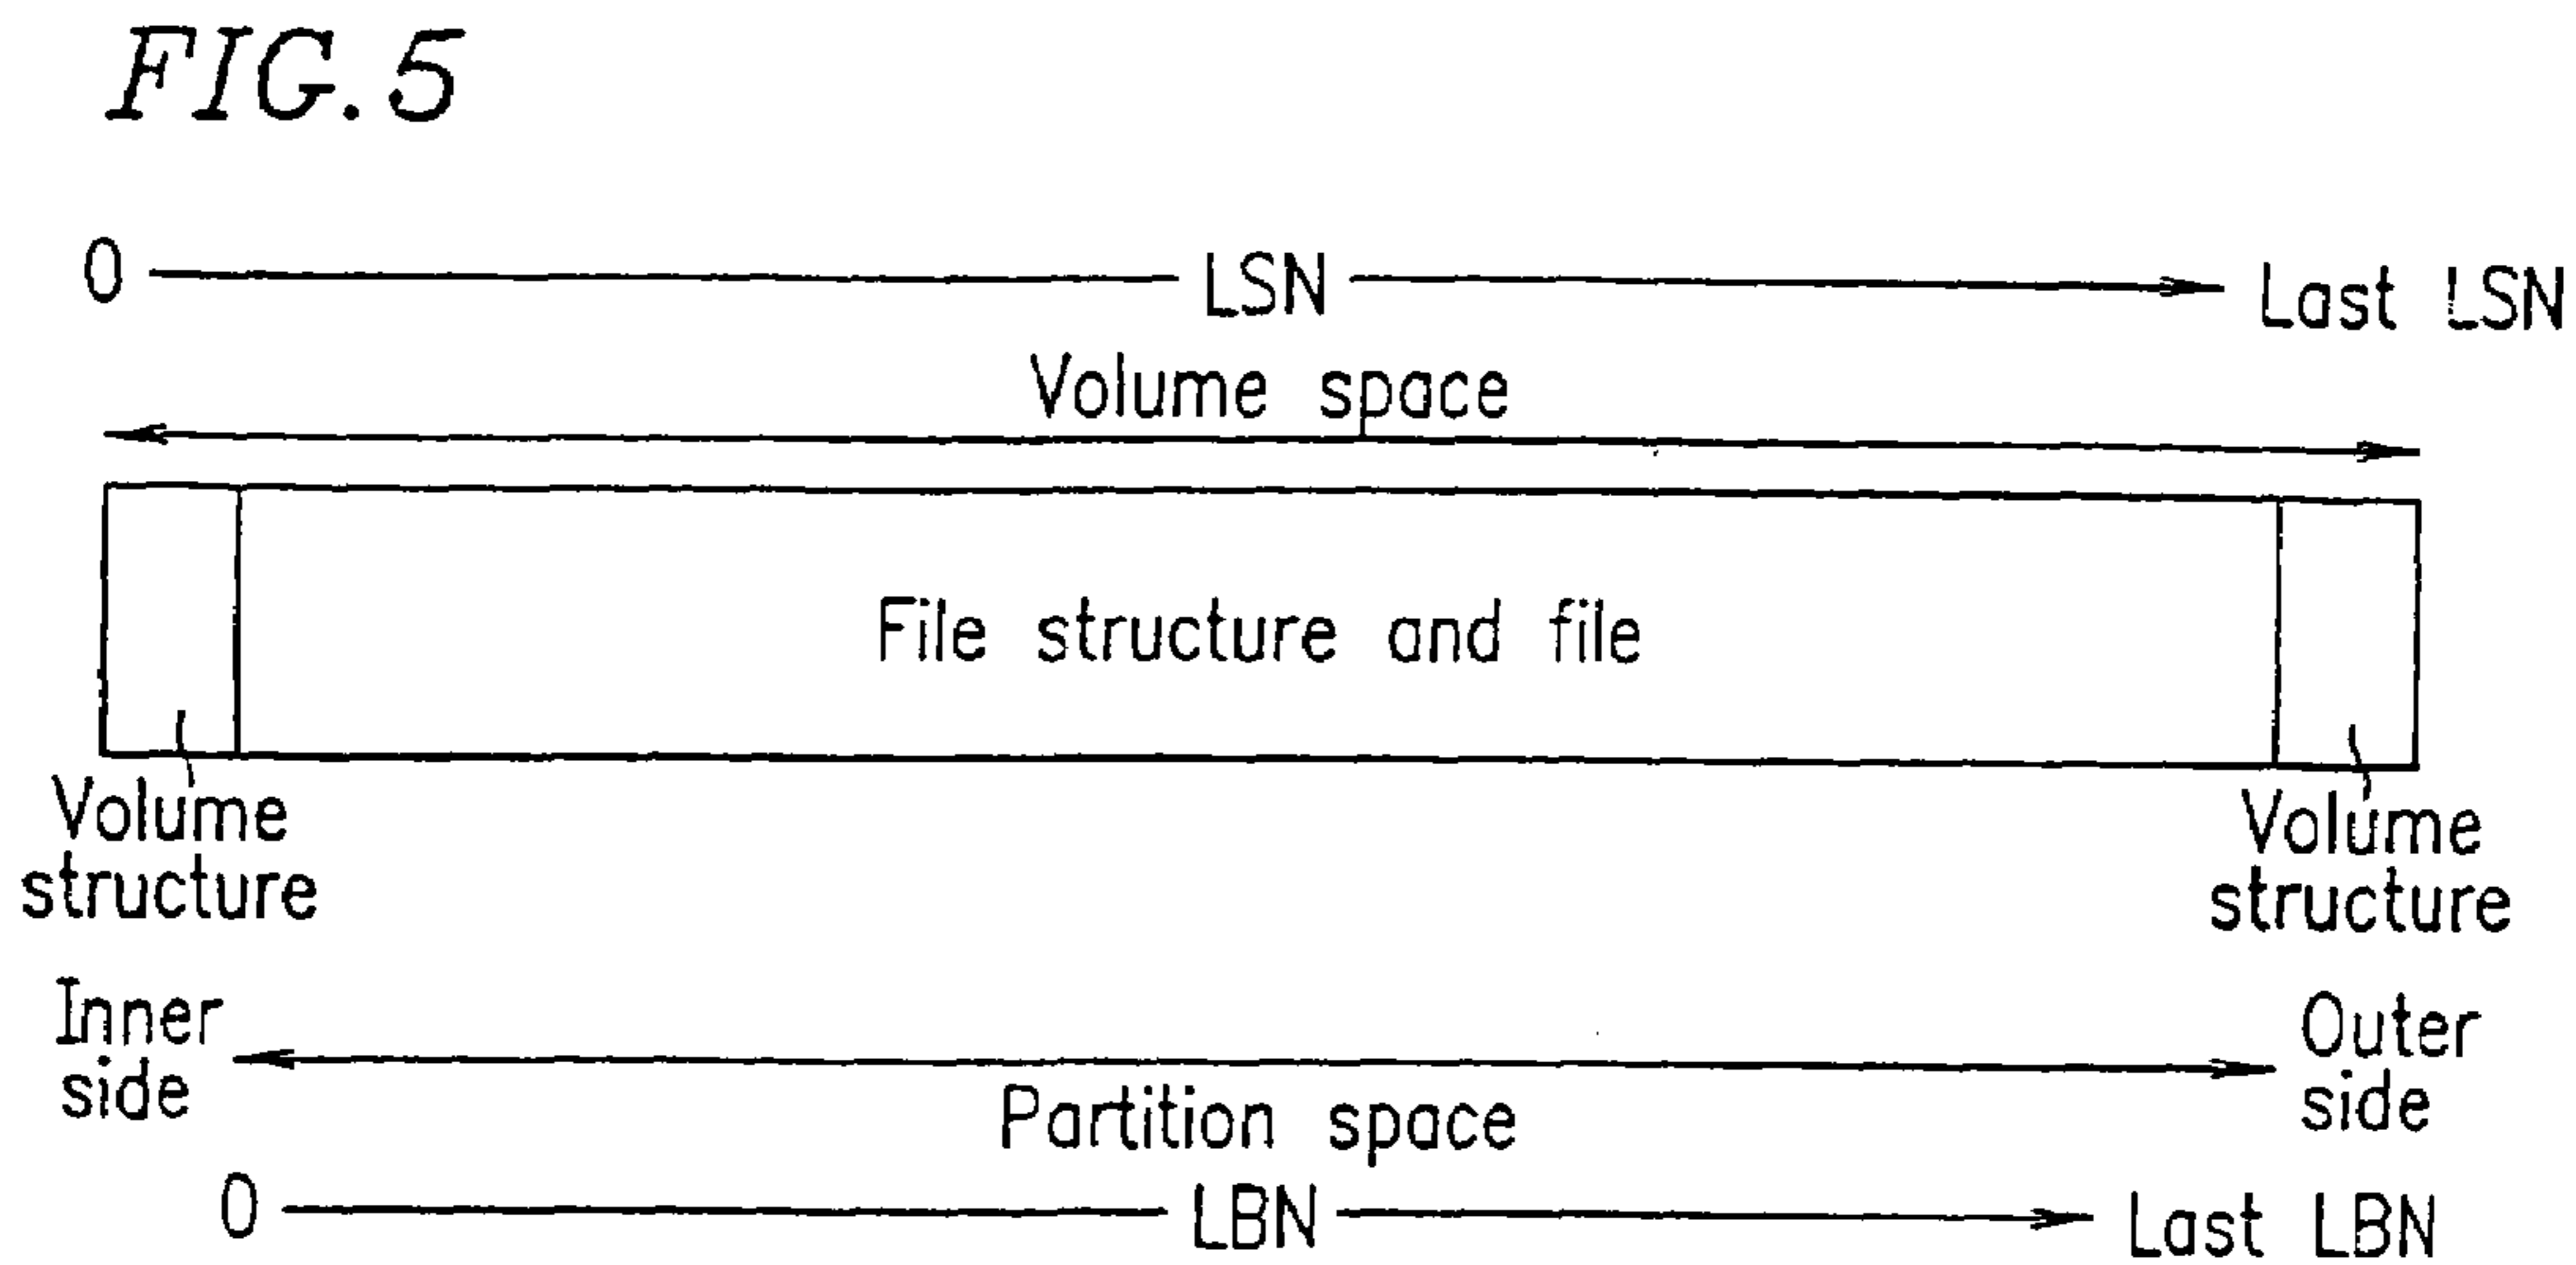 FIG. 5
0 LSN Last LSN
Volume space
File structure and file
Volume structure
Volume structure
Inner side
Outer side
Partition space
0 LBN Last LBN